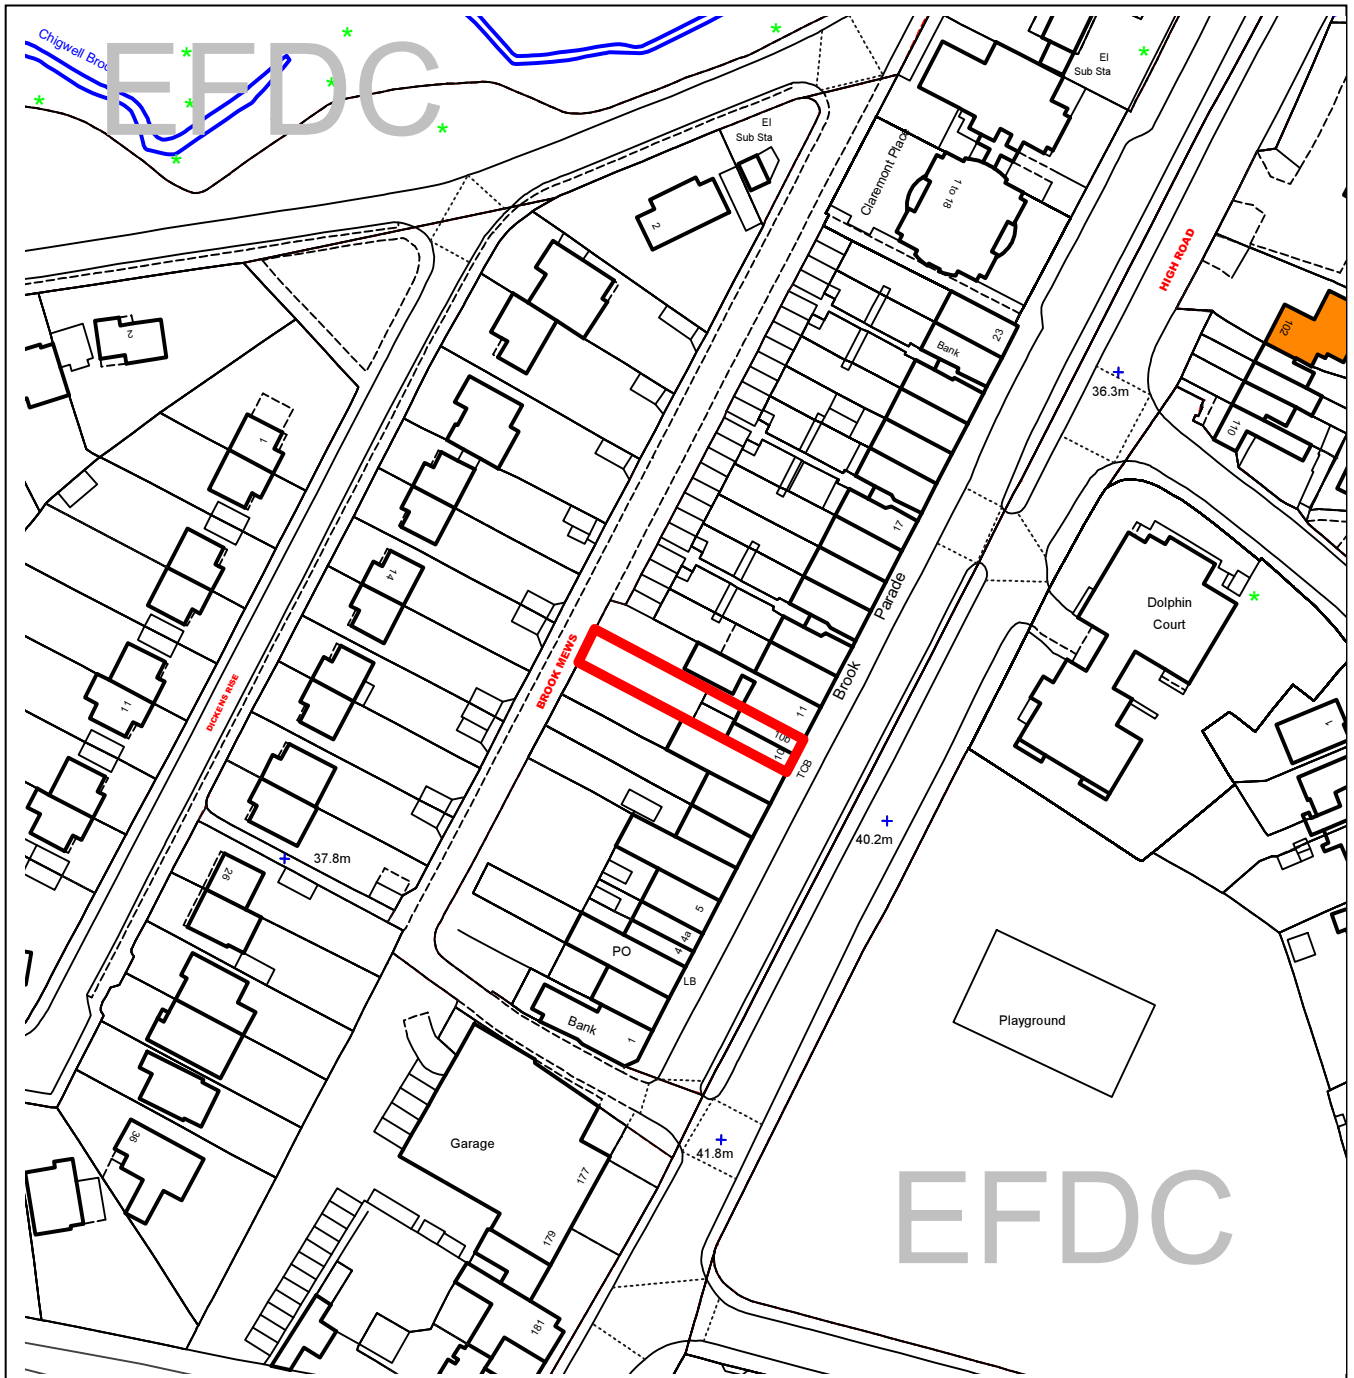 Chigwell Broo
EFDC
El
Sub Sta
El
Sub Sta
Claremont Place
1 to 18
2
HIGH ROAD
23
Bank
102
36.3m
110
2
1
17
14
Parade
Dolphin
Court
BROOK MEWS
Brook
11
10b
10
TCB
DICKENS RISE
11
1
40.2m
37.8m
26
5
4a
4
PO
LB
Bank
1
Playground
Garage
177
41.8m
36
179
181
EFDC